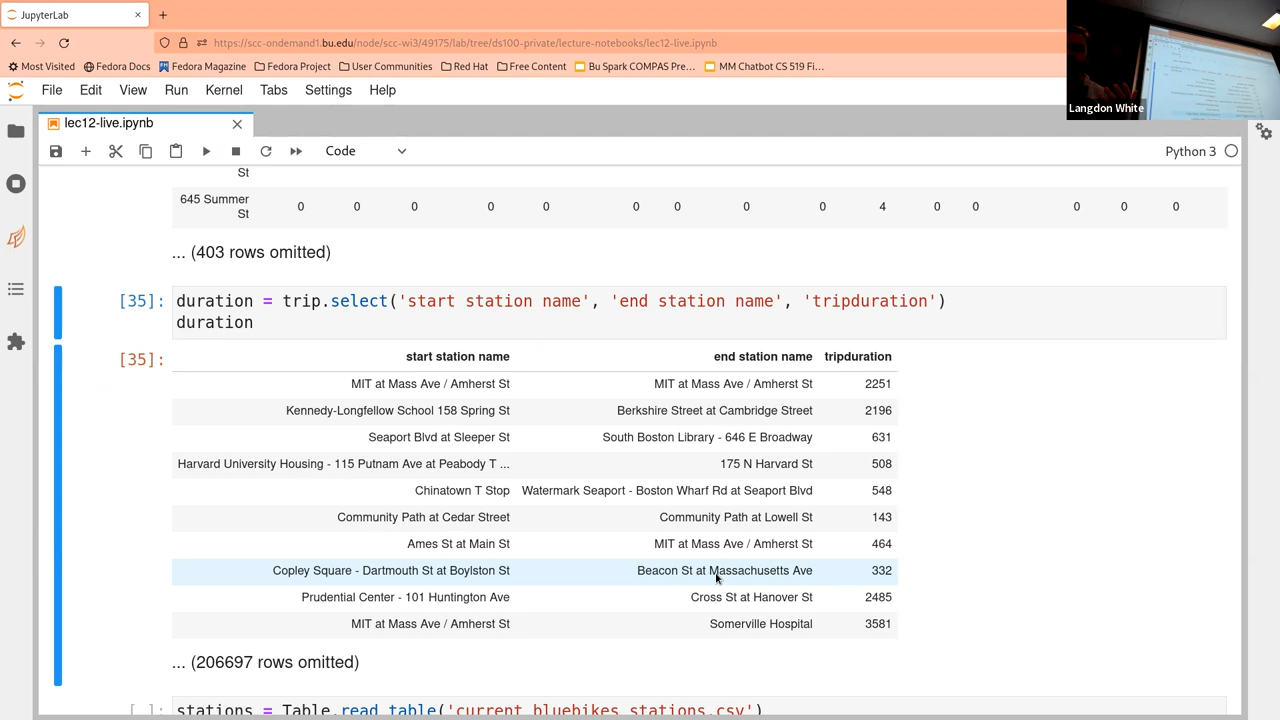 JupyterLab
https://scc-ondemand1.bu.edu/node/scc-wi3/49175/lab/tree/ds100-private/lecture-notebooks/lec12-live.ipynb
Most Visited Fedora Docs Fedora Magazine Fedora Project User Communities Red Hat Free Content Bu Spark COMPAS Pre… MM Chatbot CS 519 Fi…
Langdon White
File Edit View Run Kernel Tabs Settings Help
lec12-live.ipynb
Code Python 3
St
645 Summer
St 0 0 0 0 0 0 0 0 0 4 0 0 0 0 0
... (403 rows omitted)
[35]: duration = trip.select('start station name', 'end station name', 'tripduration')
duration
[35]: start station name end station name tripduration
MIT at Mass Ave / Amherst St MIT at Mass Ave / Amherst St 2251
Kennedy-Longfellow School 158 Spring St Berkshire Street at Cambridge Street 2196
Seaport Blvd at Sleeper St South Boston Library - 646 E Broadway 631
Harvard University Housing - 115 Putnam Ave at Peabody T ... 175 N Harvard St 508
Chinatown T Stop Watermark Seaport - Boston Wharf Rd at Seaport Blvd 548
Community Path at Cedar Street Community Path at Lowell St 143
Ames St at Main St MIT at Mass Ave / Amherst St 464
Copley Square - Dartmouth St at Boylston St Beacon St at Massachusetts Ave 332
Prudential Center - 101 Huntington Ave Cross St at Hanover St 2485
MIT at Mass Ave / Amherst St Somerville Hospital 3581
... (206697 rows omitted)
[ ]: stations = Table.read_table('current_bluebikes_stations.csv')